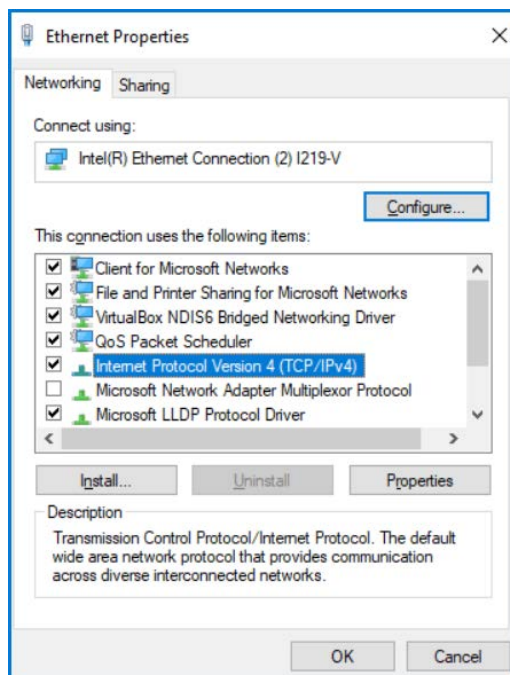 Ethernet Properties
Networking
Sharing
Connect using:
Intel(R) Ethernet Connection (2) I219-V
Configure...
This connection uses the following items:
Client for Microsoft Networks
File and Printer Sharing for Microsoft Networks
VirtualBox NDIS6 Bridged Networking Driver
QoS Packet Scheduler
Internet Protocol Version 4 (TCP/IPv4)
Microsoft Network Adapter Multiplexor Protocol
Microsoft LLDP Protocol Driver
Install...
Uninstall
Properties
Description
Transmission Control Protocol/Internet Protocol. The default
wide area network protocol that provides communication
across diverse interconnected networks.
OK
Cancel